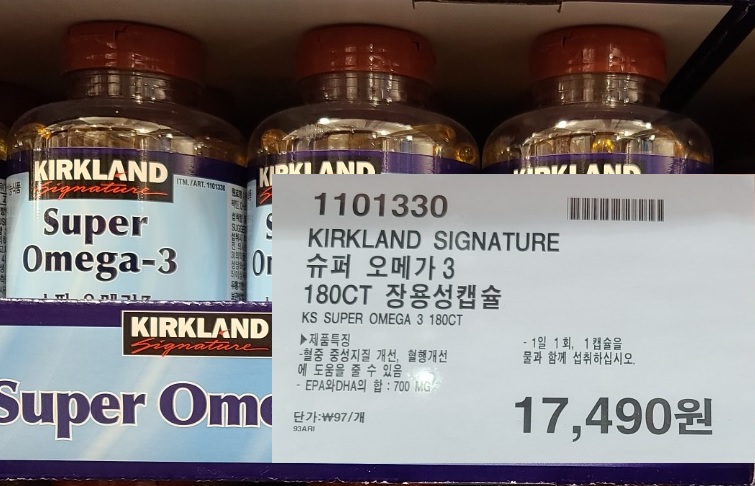 KIRKLAND
Signature
ITM./ART. 1101330
Super
Omega-3
KIRKLAND
KIRKLAND
KIRKLAND
Signature
Super Ome
1101330
KIRKLAND SIGNATURE
슈퍼 오메가 3
180CT 장용성캡슐
KS SUPER OMEGA 3 180CT
▶제품특징
-혈중 중성지질 개선, 혈행개선
에 도움을 줄 수 있음
- EPA와DHA의 합 : 700 MG
- 1일 1회, 1캡슐을
물과 함께 섭취하십시오.
단가:₩97/개
93ARI
17,490원